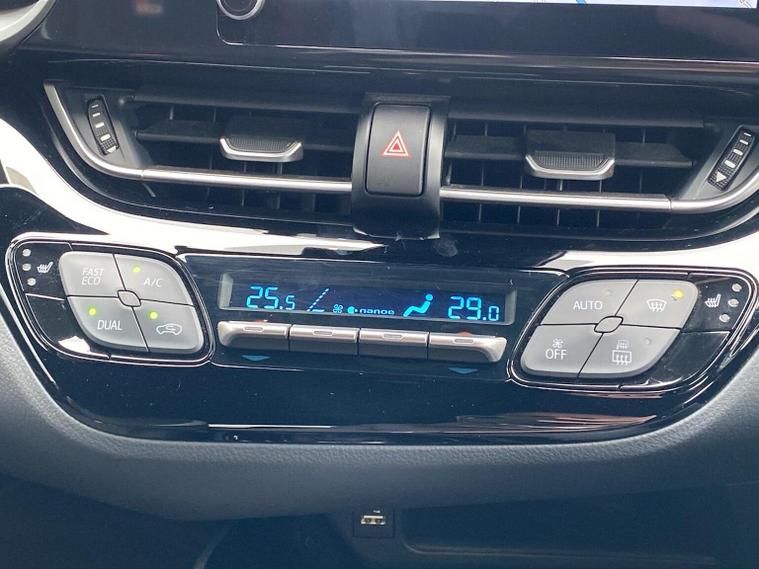 FAST
ECO
A/C
DUAL
25.5
nanoe
29.0
AUTO
OFF